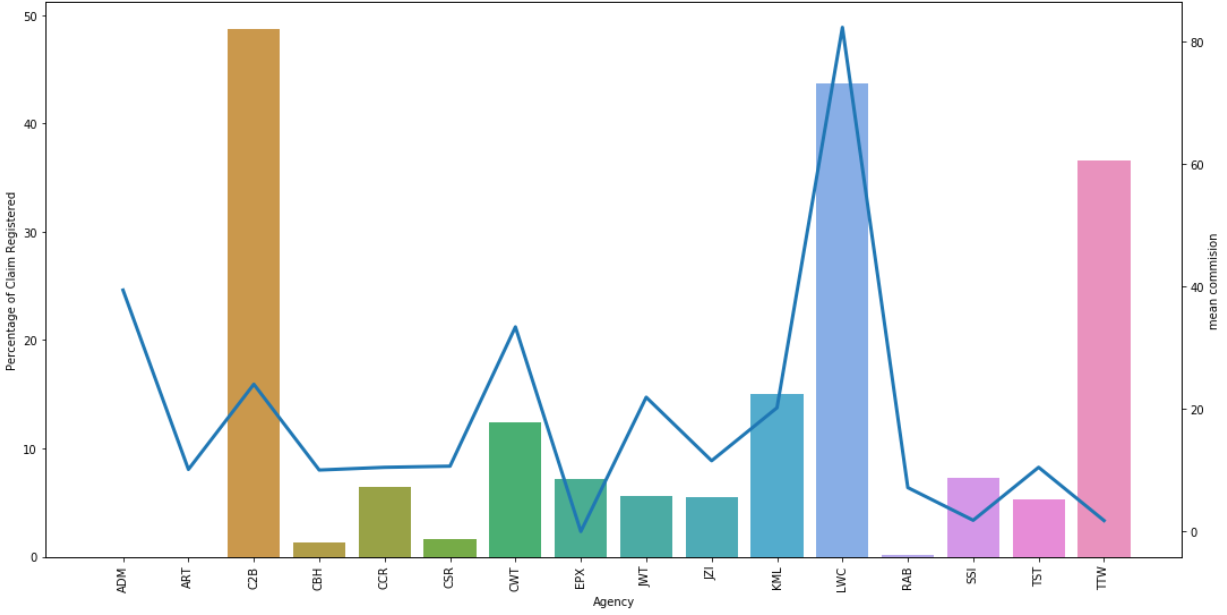 50
40
30
20
10
0
Percentage of Claim Registered
80
60
40
20
0
mean commision
ADM
ART
C2B
CBH
CCR
CSR
CWT
EPX
JWT
JZI
KML
LWC
RAB
SSI
TST
TTW
Agency